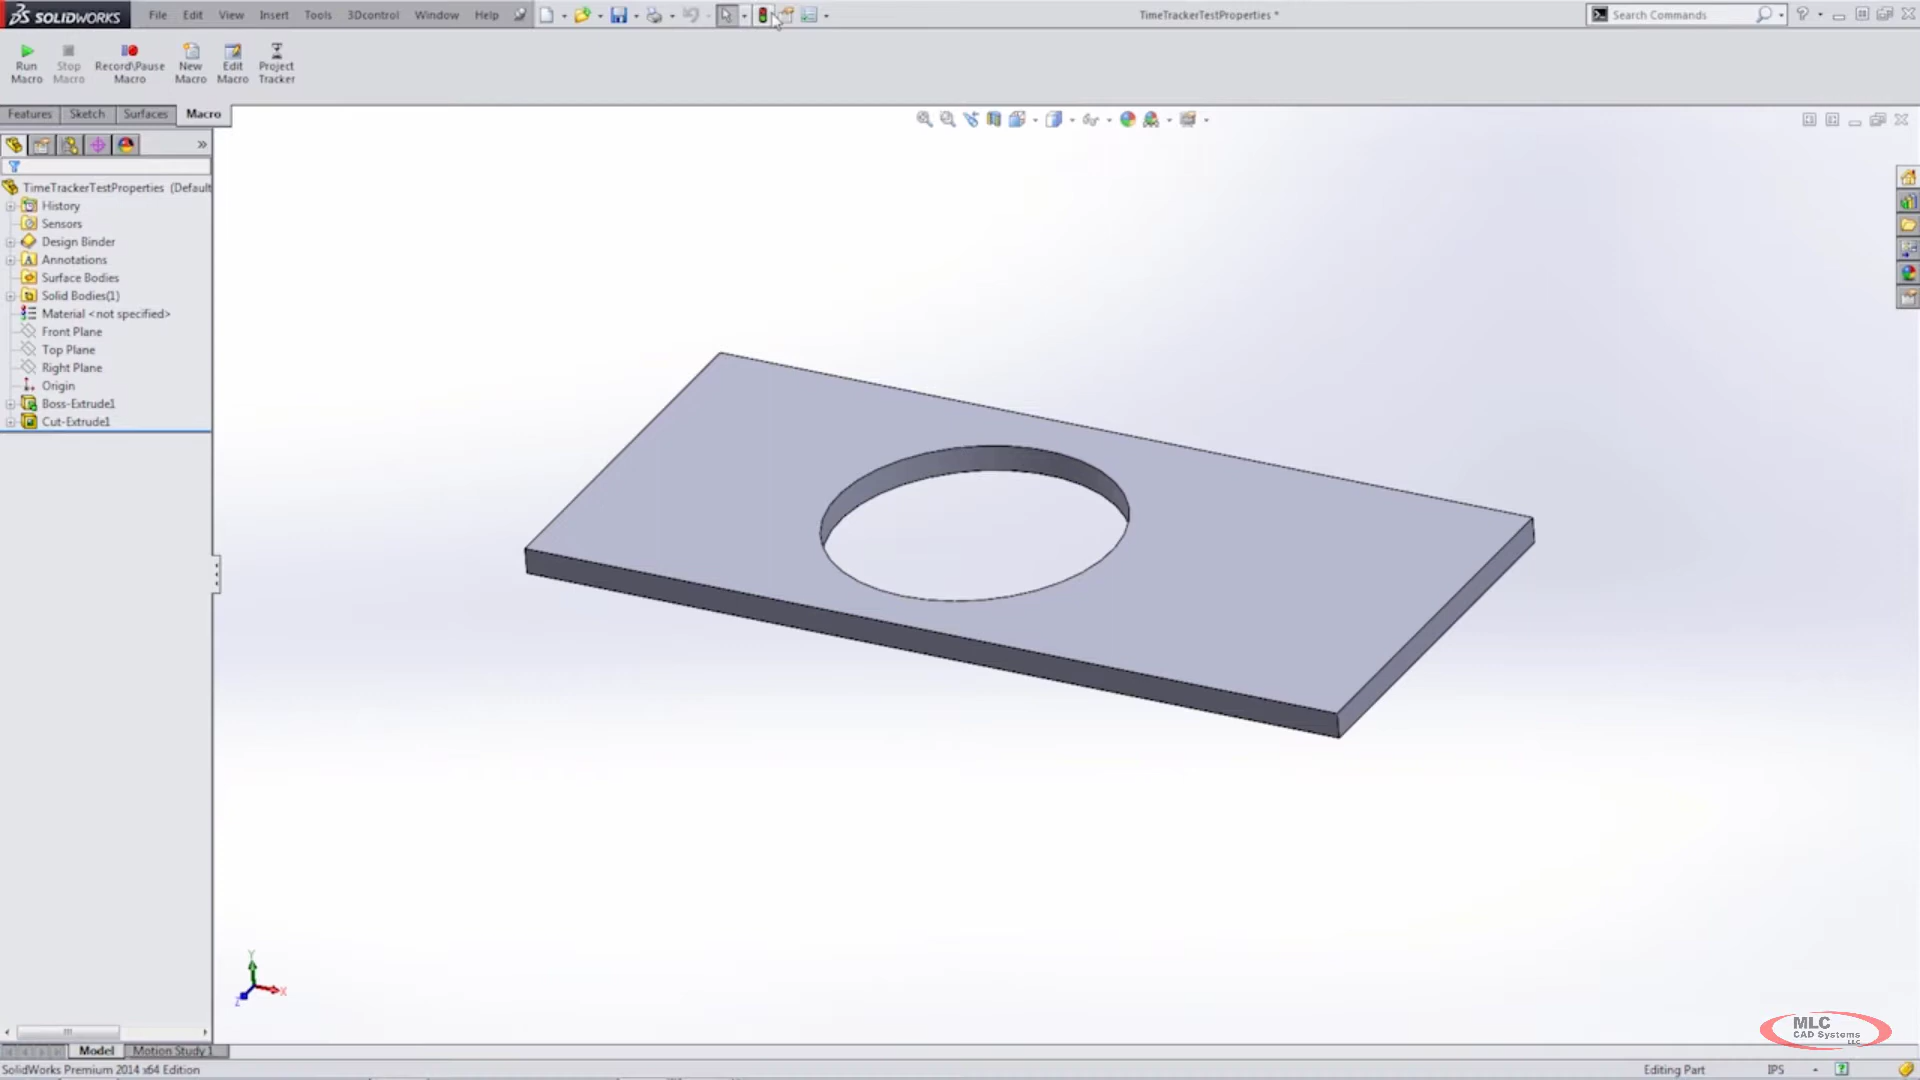 SOLIDWORKS File Edit View Insert Tools 3Dcontrol Window Help TimeTrackerTestProperties * Search Commands
Run Macro
Stop Macro
Record\Pause Macro
New Macro
Edit Macro
Project Tracker
Features Sketch Surfaces Macro
TimeTrackerTestProperties (Default
History
Sensors
Design Binder
Annotations
Surface Bodies
Solid Bodies(1)
Material <not specified>
Front Plane
Top Plane
Right Plane
Origin
Boss-Extrude1
Cut-Extrude1
Y
X
Z
MLC
CAD Systems
LLC
Model Motion Study 1
SolidWorks Premium 2014 x64 Edition Editing Part IPS